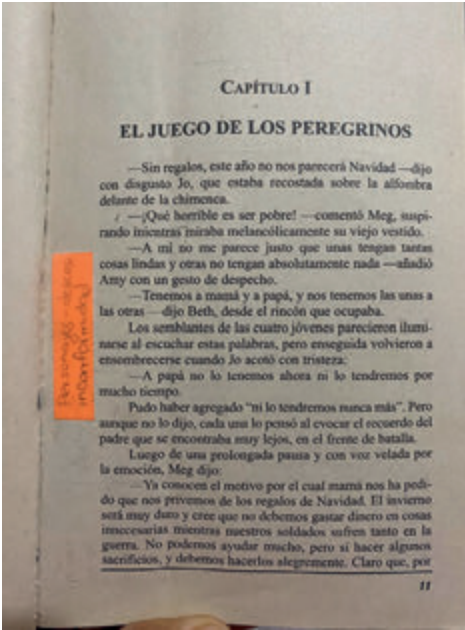 CAPÍTULO I
EL JUEGO DE LOS PEREGRINOS
—Sin regalos, este año no nos parecerá Navidad —dijo
con disgusto Jo, que estaba recostada sobre la alfombra
delante de la chimenea.
—¡Qué horrible es ser pobre! —comentó Meg, suspi-
rando mientras miraba melancólicamente su viejo vestido.
—A mí no me parece justo que unas tengan tantas
cosas lindas y otras no tengan absolutamente nada —añadió
Amy con un gesto de despecho.
—Tenemos a mamá y a papá, y nos tenemos las unas a
las otras —dijo Beth, desde el rincón que ocupaba.
Los semblantes de las cuatro jóvenes parecieron ilumi-
narse al escuchar estas palabras, pero enseguida volvieron a
ensombrecerse cuando Jo acotó con tristeza:
—A papá no lo tenemos ahora ni lo tendremos por
mucho tiempo.
Pudo haber agregado "ni lo tendremos nunca más". Pero
aunque no lo dijo, cada una lo pensó al evocar el recuerdo del
padre que se encontraba muy lejos, en el frente de batalla.
Luego de una prolongada pausa y con voz velada por
la emoción, Meg dijo:
—Ya conocen el motivo por el cual mamá nos ha pedi-
do que nos privemos de los regalos de Navidad. El invierno
será muy duro y cree que no debemos gastar dinero en cosas
innecesarias mientras nuestros soldados sufren tanto en la
guerra. No podemos ayudar mucho, pero sí hacer algunos
sacrificios, y debemos hacerlos alegremente. Claro que, por
11
Personajes
inconformidad